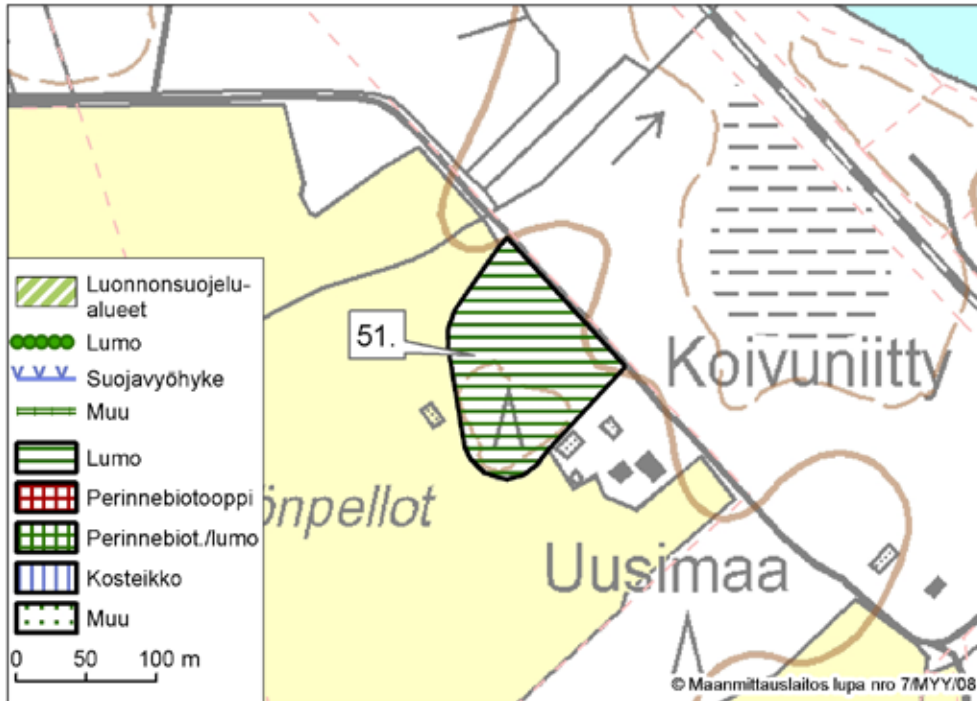 Luonnonsuojelu-
alueet
Lumo
Suojavyöhyke
Muu
Lumo
Perinnebiotooppi
Perinnebiot./lumo
Kosteikko
Muu
0 50 100 m
51.
Koivuniitty
önpellot
Uusimaa
© Maanmittauslaitos lupa nro 7/MYY/08